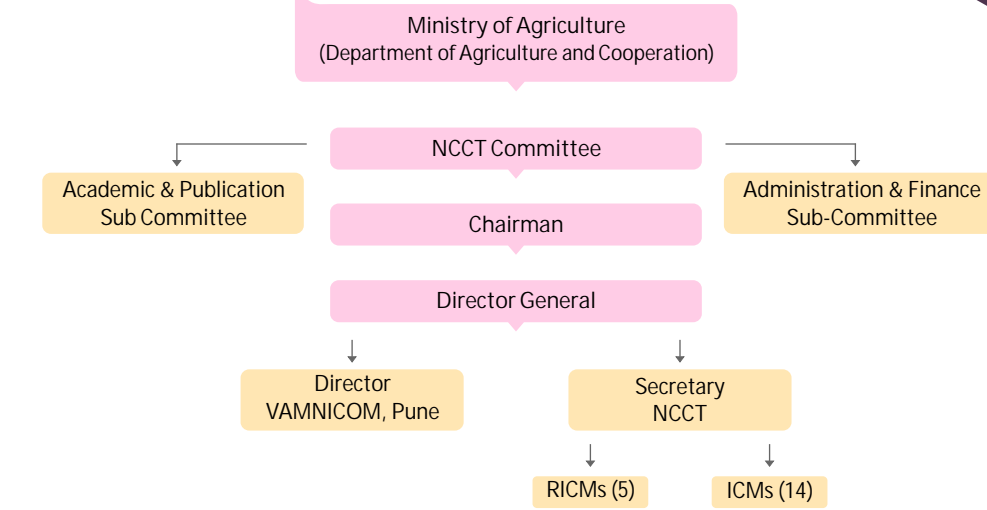 Ministry of Agriculture
(Department of Agriculture and Cooperation)
NCCT Committee
Academic & Publication
Sub Committee
Administration & Finance
Sub-Committee
Chairman
Director General
Director
VAMNICOM, Pune
Secretary
NCCT
RICMs (5)
ICMs (14)